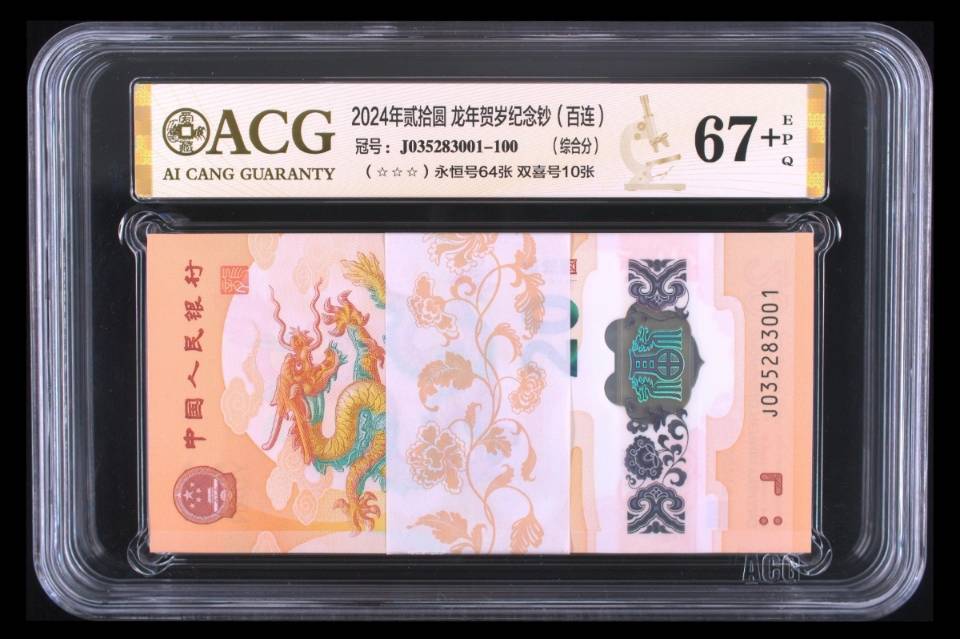 ACG
AI CANG GUARANTY
2024年贰拾圆 龙年贺岁纪念钞（百连）
冠号：J035283001-100 （综合分）
（☆☆☆）永恒号64张 双喜号10张
67+
EPQ
中国人民银行
J035283001
ACG